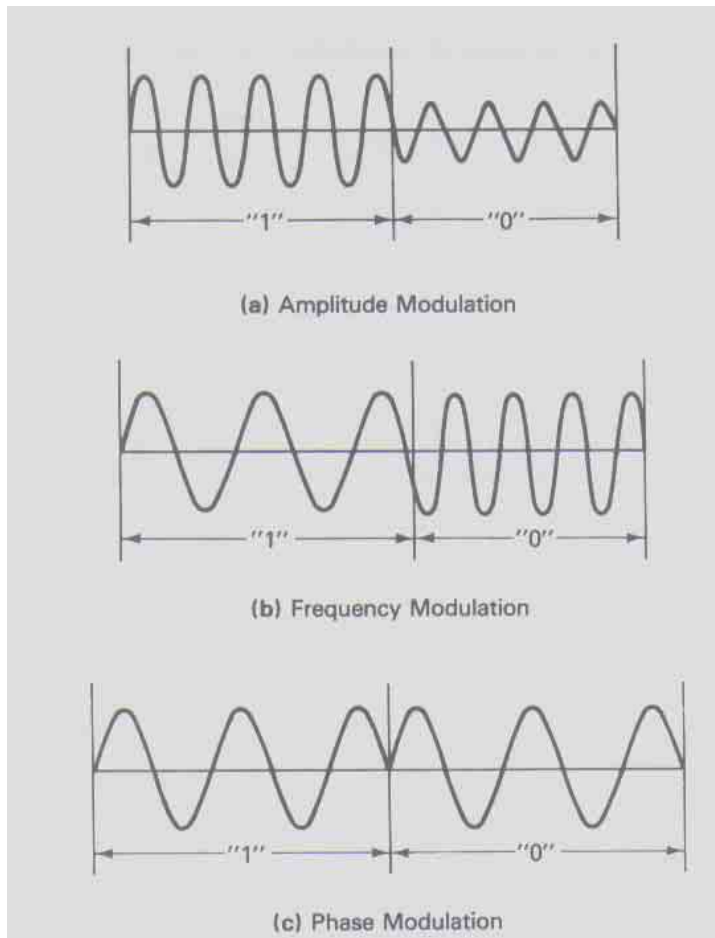 "1" "0"
(a) Amplitude Modulation
"1" "0"
(b) Frequency Modulation
"1" "0"
(c) Phase Modulation